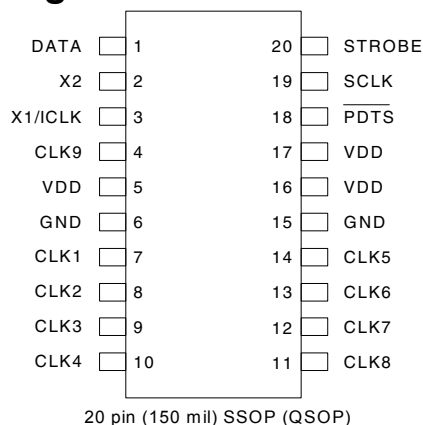 DATA 1 20 STROBE
X2 2 19 SCLK
X1/ICLK 3 18 PDTS
CLK9 4 17 VDD
VDD 5 16 VDD
GND 6 15 GND
CLK1 7 14 CLK5
CLK2 8 13 CLK6
CLK3 9 12 CLK7
CLK4 10 11 CLK8
20 pin (150 mil) SSOP (QSOP)